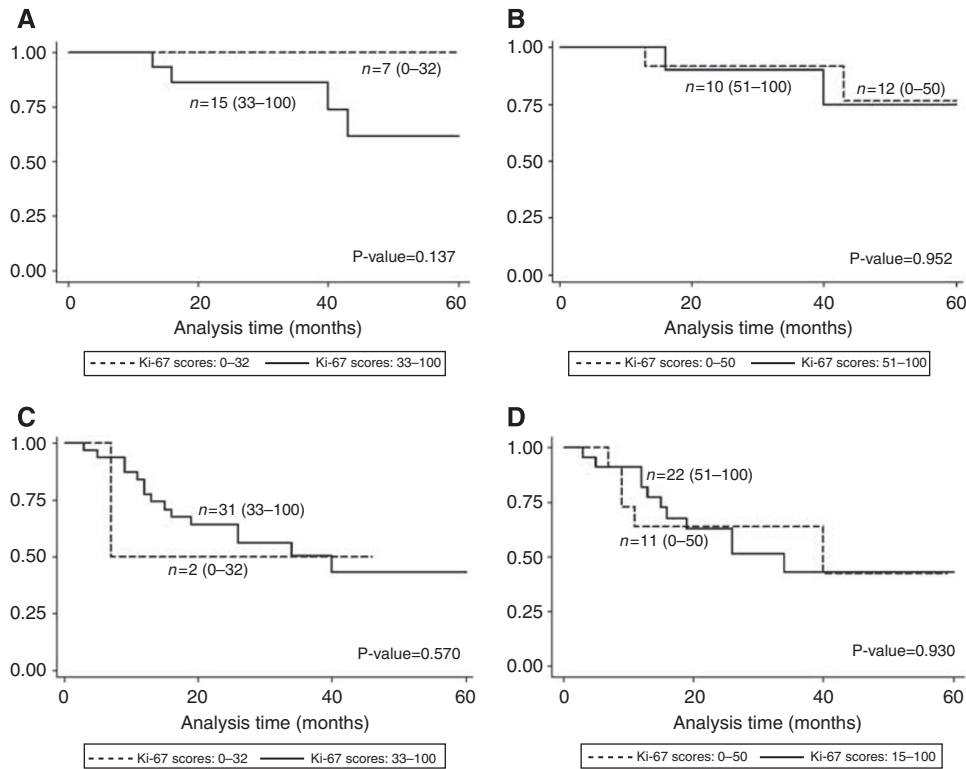 A
1.00
0.75
0.50
0.25
0.00
n=7 (0–32)
n=15 (33–100)
P-value=0.137
0 20 40 60
Analysis time (months)
Ki-67 scores: 0–32 Ki-67 scores: 33–100
B
1.00
0.75
0.50
0.25
0.00
n=10 (51–100)
n=12 (0–50)
P-value=0.952
0 20 40 60
Analysis time (months)
Ki-67 scores: 0–50 Ki-67 scores: 51–100
C
1.00
0.75
0.50
0.25
0.00
n=31 (33–100)
n=2 (0–32)
P-value=0.570
0 20 40 60
Analysis time (months)
Ki-67 scores: 0–32 Ki-67 scores: 33–100
D
1.00
0.75
0.50
0.25
0.00
n=22 (51–100)
n=11 (0–50)
P-value=0.930
0 20 40 60
Analysis time (months)
Ki-67 scores: 0–50 Ki-67 scores: 15–100